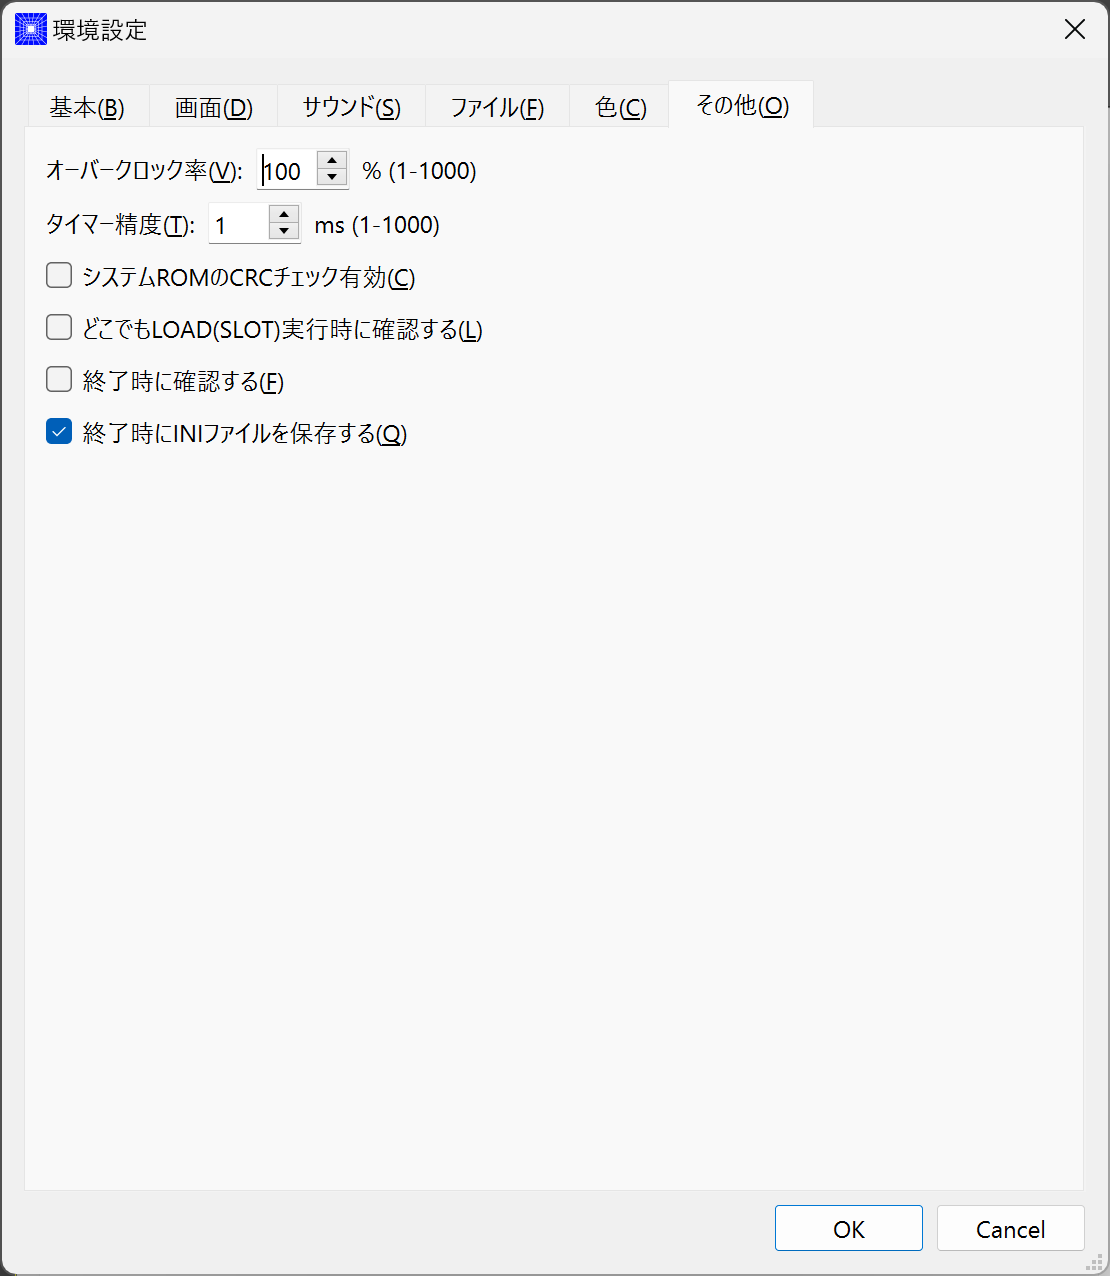 環境設定
基本(B) 画面(D) サウンド(S) ファイル(F) 色(C) その他(O)
オーバークロック率(V): 100 % (1-1000)
タイマー精度(T): 1 ms (1-1000)
システムROMのCRCチェック有効(C)
どこでもLOAD(SLOT)実行時に確認する(L)
終了時に確認する(F)
終了時にINIファイルを保存する(Q)
OK Cancel